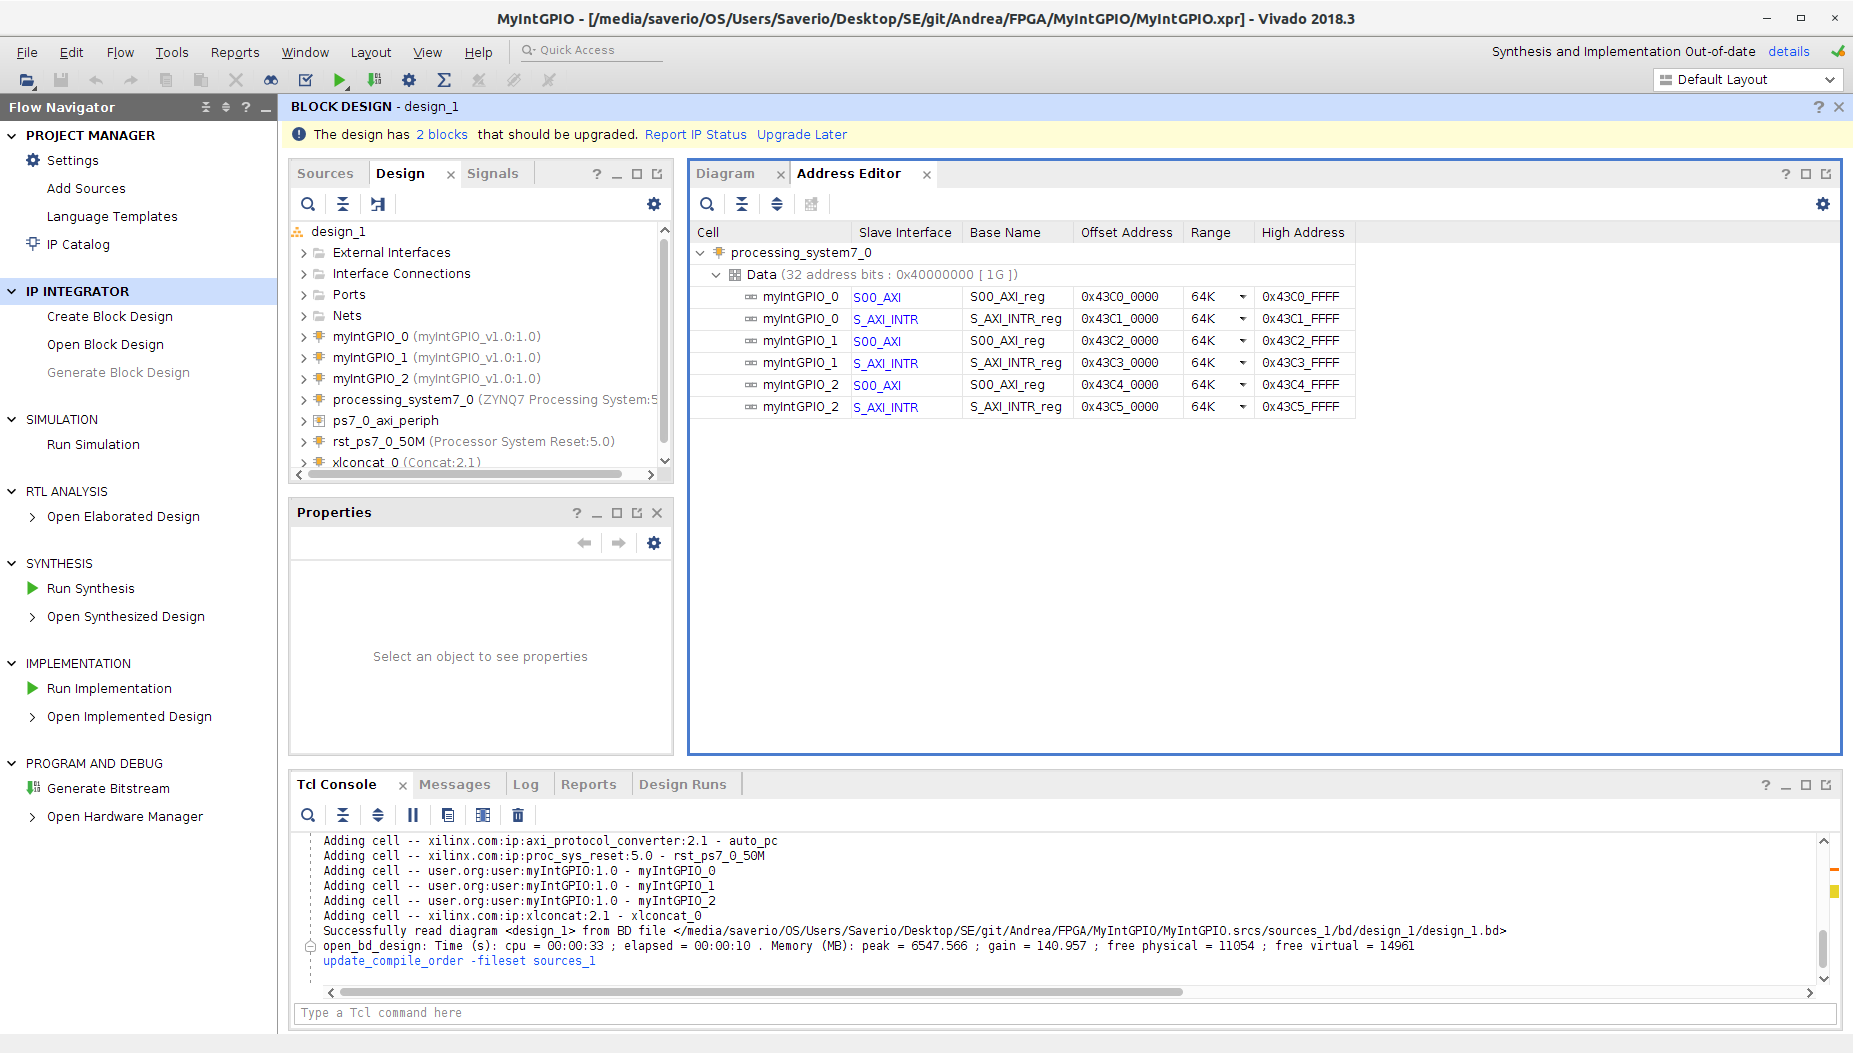 MyIntGPIO - [/media/saverio/OS/Users/Saverio/Desktop/SE/git/Andrea/FPGA/MyIntGPIO/MyIntGPIO.xpr] - Vivado 2018.3
File Edit Flow Tools Reports Window Layout View Help Quick Access
Synthesis and Implementation Out-of-date details
Default Layout
Flow Navigator
PROJECT MANAGER
Settings
Add Sources
Language Templates
IP Catalog
IP INTEGRATOR
Create Block Design
Open Block Design
Generate Block Design
SIMULATION
Run Simulation
RTL ANALYSIS
Open Elaborated Design
SYNTHESIS
Run Synthesis
Open Synthesized Design
IMPLEMENTATION
Run Implementation
Open Implemented Design
PROGRAM AND DEBUG
Generate Bitstream
Open Hardware Manager
BLOCK DESIGN - design_1
The design has 2 blocks that should be upgraded. Report IP Status Upgrade Later
Sources Design Signals
design_1
External Interfaces
Interface Connections
Ports
Nets
myIntGPIO_0 (myIntGPIO_v1.0:1.0)
myIntGPIO_1 (myIntGPIO_v1.0:1.0)
myIntGPIO_2 (myIntGPIO_v1.0:1.0)
processing_system7_0 (ZYNQ7 Processing System:5
ps7_0_axi_periph
rst_ps7_0_50M (Processor System Reset:5.0)
xlconcat_0 (Concat:2.1)
Properties
Select an object to see properties
Diagram Address Editor
Cell Slave Interface Base Name Offset Address Range High Address
processing_system7_0
Data (32 address bits : 0x40000000 [ 1G ])
myIntGPIO_0 S00_AXI S00_AXI_reg 0x43C0_0000 64K 0x43C0_FFFF
myIntGPIO_0 S_AXI_INTR S_AXI_INTR_reg 0x43C1_0000 64K 0x43C1_FFFF
myIntGPIO_1 S00_AXI S00_AXI_reg 0x43C2_0000 64K 0x43C2_FFFF
myIntGPIO_1 S_AXI_INTR S_AXI_INTR_reg 0x43C3_0000 64K 0x43C3_FFFF
myIntGPIO_2 S00_AXI S00_AXI_reg 0x43C4_0000 64K 0x43C4_FFFF
myIntGPIO_2 S_AXI_INTR S_AXI_INTR_reg 0x43C5_0000 64K 0x43C5_FFFF
Tcl Console Messages Log Reports Design Runs
Adding cell -- xilinx.com:ip:axi_protocol_converter:2.1 - auto_pc
Adding cell -- xilinx.com:ip:proc_sys_reset:5.0 - rst_ps7_0_50M
Adding cell -- user.org:user:myIntGPIO:1.0 - myIntGPIO_0
Adding cell -- user.org:user:myIntGPIO:1.0 - myIntGPIO_1
Adding cell -- user.org:user:myIntGPIO:1.0 - myIntGPIO_2
Adding cell -- xilinx.com:ip:xlconcat:2.1 - xlconcat_0
Successfully read diagram <design_1> from BD file </media/saverio/OS/Users/Saverio/Desktop/SE/git/Andrea/FPGA/MyIntGPIO/MyIntGPIO.srcs/sources_1/bd/design_1/design_1.bd>
open_bd_design: Time (s): cpu = 00:00:33 ; elapsed = 00:00:10 . Memory (MB): peak = 6547.566 ; gain = 140.957 ; free physical = 11054 ; free virtual = 14961
update_compile_order -fileset sources_1
Type a Tcl command here